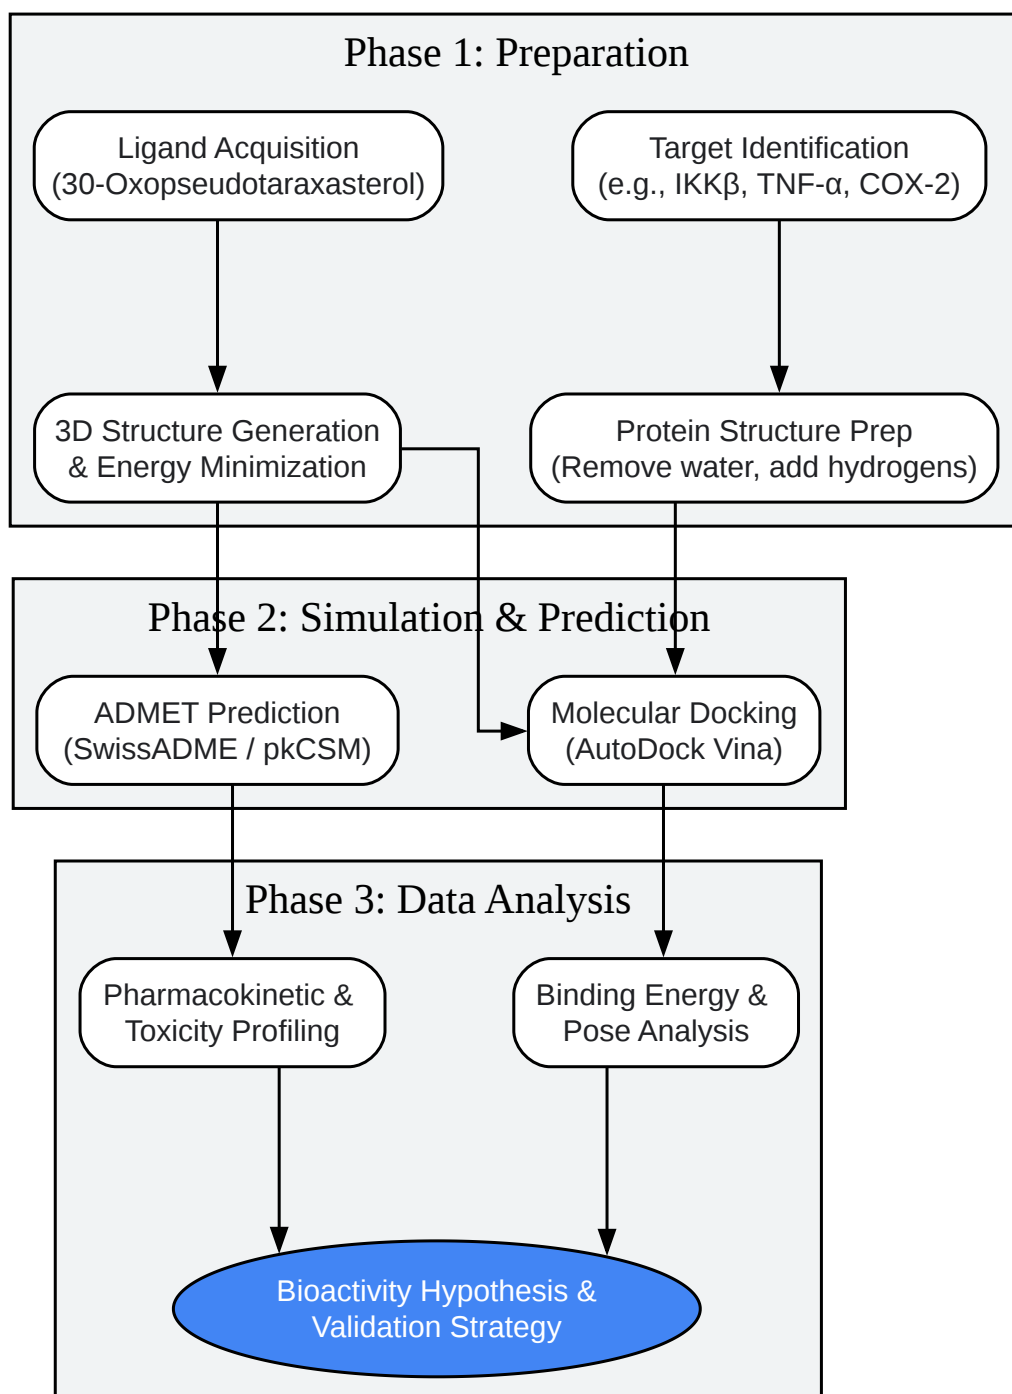 Phase 1: Preparation
Ligand Acquisition
(30-Oxopseudotaraxasterol)
Target Identification
(e.g., IKKβ, TNF-α, COX-2)
3D Structure Generation
& Energy Minimization
Protein Structure Prep
(Remove water, add hydrogens)
Phase 2: Simulation & Prediction
ADMET Prediction
(SwissADME / pkCSM)
Molecular Docking
(AutoDock Vina)
Phase 3: Data Analysis
Pharmacokinetic &
Toxicity Profiling
Binding Energy &
Pose Analysis
Bioactivity Hypothesis &
Validation Strategy